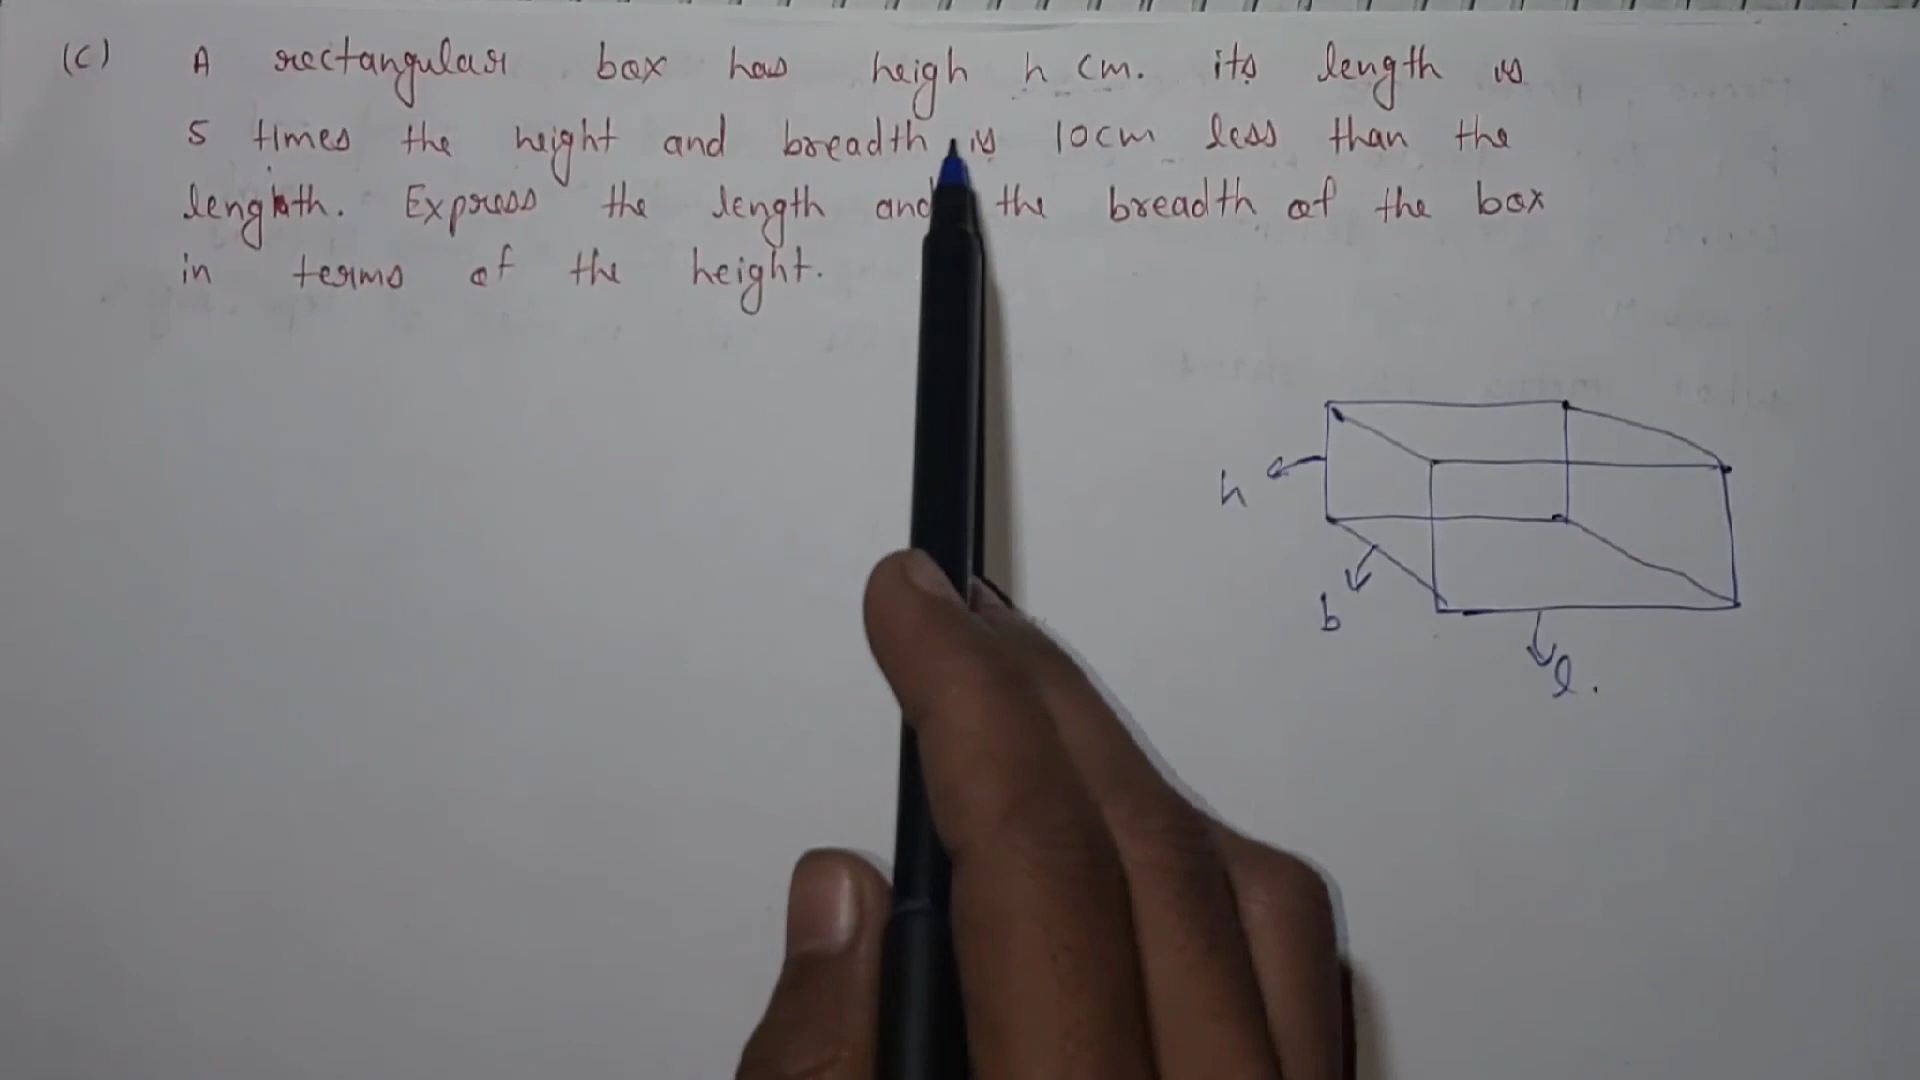 (c) A rectangular box has heigh h cm. its length is
5 times the height and breadth is 10cm less than the
length. Express the length and the breadth of the box
in terms of the height.
h
b
l.